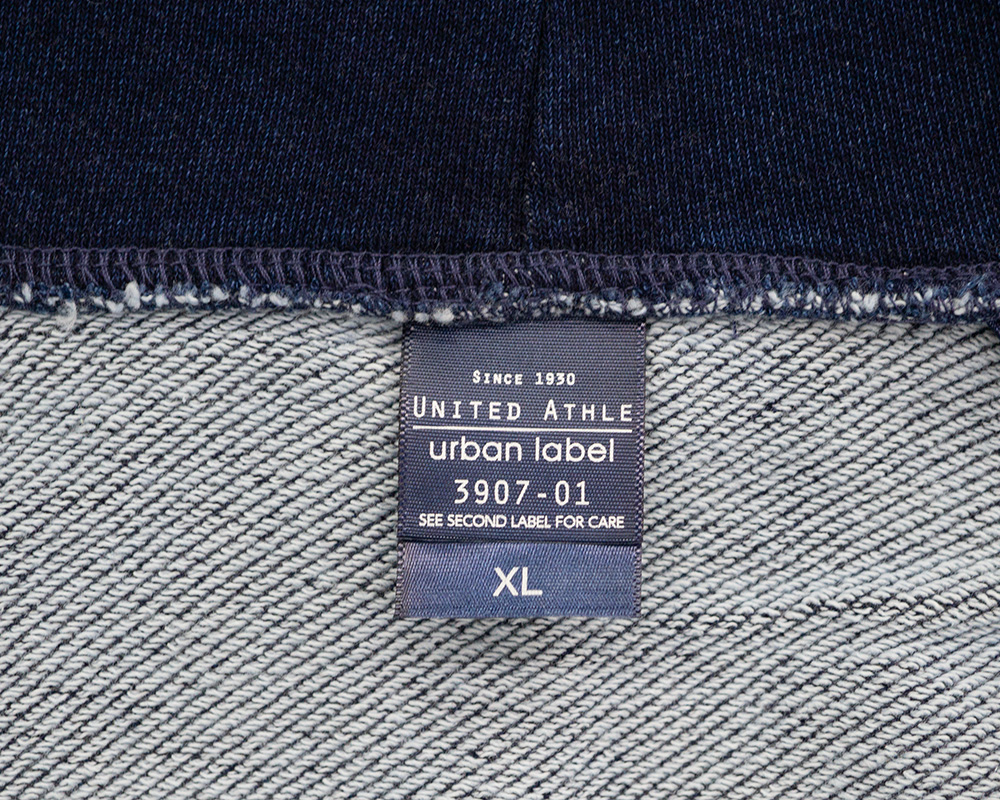 SINCE 1930
UNITED ATHLE
urban label
3907-01
SEE SECOND LABEL FOR CARE
XL